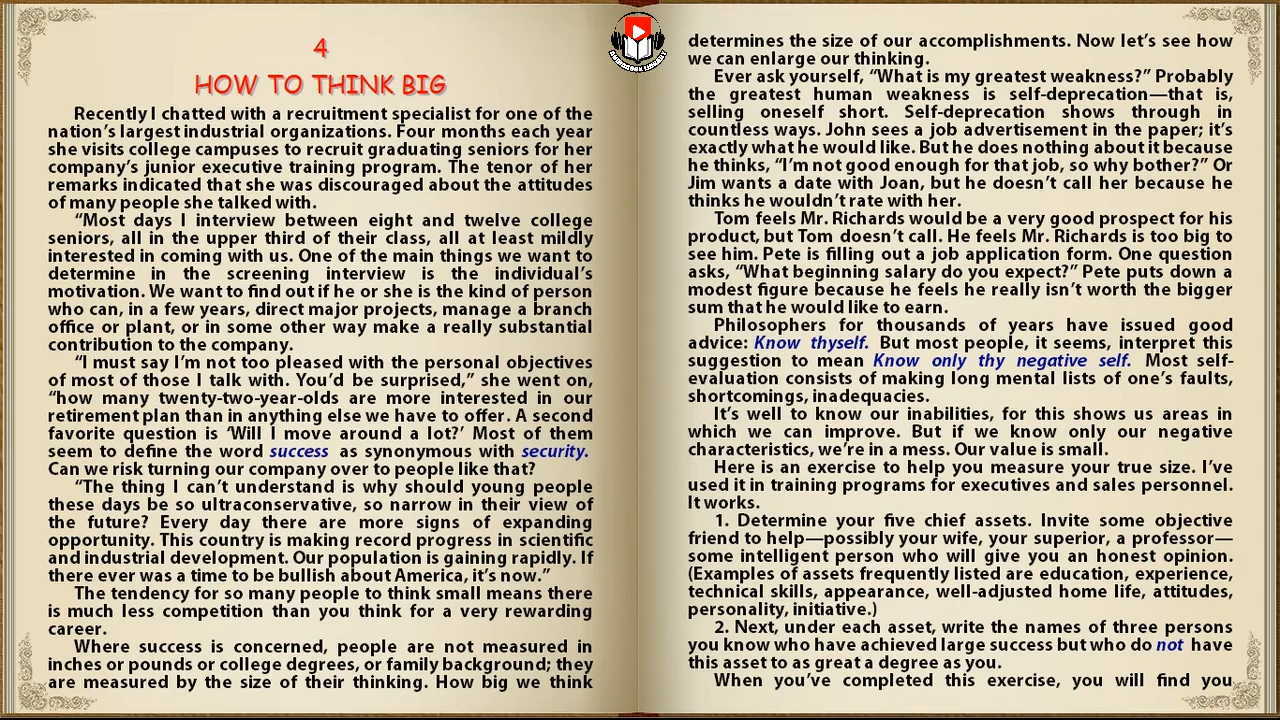 4
HOW TO THINK BIG
Recently I chatted with a recruitment specialist for one of the
nation's largest industrial organizations. Four months each year
she visits college campuses to recruit graduating seniors for her
company's junior executive training program. The tenor of her
remarks indicated that she was discouraged about the attitudes
of many people she talked with.
“Most days I interview between eight and twelve college
seniors, all in the upper third of their class, all at least mildly
interested in coming with us. One of the main things we want to
determine in the screening interview is the individual's
motivation. We want to find out if he or she is the kind of person
who can, in a few years, direct major projects, manage a branch
office or plant, or in some other way make a really substantial
contribution to the company.
“I must say I'm not too pleased with the personal objectives
of most of those I talk with. You'd be surprised,” she went on,
“how many twenty-two-year-olds are more interested in our
retirement plan than in anything else we have to offer. A second
favorite question is ‘Will I move around a lot?’ Most of them
seem to define the word success as synonymous with security.
Can we risk turning our company over to people like that?
“The thing I can't understand is why should young people
these days be so ultraconservative, so narrow in their view of
the future? Every day there are more signs of expanding
opportunity. This country is making record progress in scientific
and industrial development. Our population is gaining rapidly. If
there ever was a time to be bullish about America, it's now.”
The tendency for so many people to think small means there
is much less competition than you think for a very rewarding
career.
Where success is concerned, people are not measured in
inches or pounds or college degrees, or family background; they
are measured by the size of their thinking. How big we think
determines the size of our accomplishments. Now let's see how
we can enlarge our thinking.
Ever ask yourself, “What is my greatest weakness?” Probably
the greatest human weakness is self-deprecation—that is,
selling oneself short. Self-deprecation shows through in
countless ways. John sees a job advertisement in the paper; it's
exactly what he would like. But he does nothing about it because
he thinks, “I'm not good enough for that job, so why bother?” Or
Jim wants a date with Joan, but he doesn't call her because he
thinks he wouldn't rate with her.
Tom feels Mr. Richards would be a very good prospect for his
product, but Tom doesn't call. He feels Mr. Richards is too big to
see him. Pete is filling out a job application form. One question
asks, “What beginning salary do you expect?” Pete puts down a
modest figure because he feels he really isn't worth the bigger
sum that he would like to earn.
Philosophers for thousands of years have issued good
advice: Know thyself. But most people, it seems, interpret this
suggestion to mean Know only thy negative self. Most self-
evaluation consists of making long mental lists of one's faults,
shortcomings, inadequacies.
It's well to know our inabilities, for this shows us areas in
which we can improve. But if we know only our negative
characteristics, we're in a mess. Our value is small.
Here is an exercise to help you measure your true size. I've
used it in training programs for executives and sales personnel.
It works.
1. Determine your five chief assets. Invite some objective
friend to help—possibly your wife, your superior, a professor—
some intelligent person who will give you an honest opinion.
(Examples of assets frequently listed are education, experience,
technical skills, appearance, well-adjusted home life, attitudes,
personality, initiative.)
2. Next, under each asset, write the names of three persons
you know who have achieved large success but who do not have
this asset to as great a degree as you.
When you've completed this exercise, you will find you